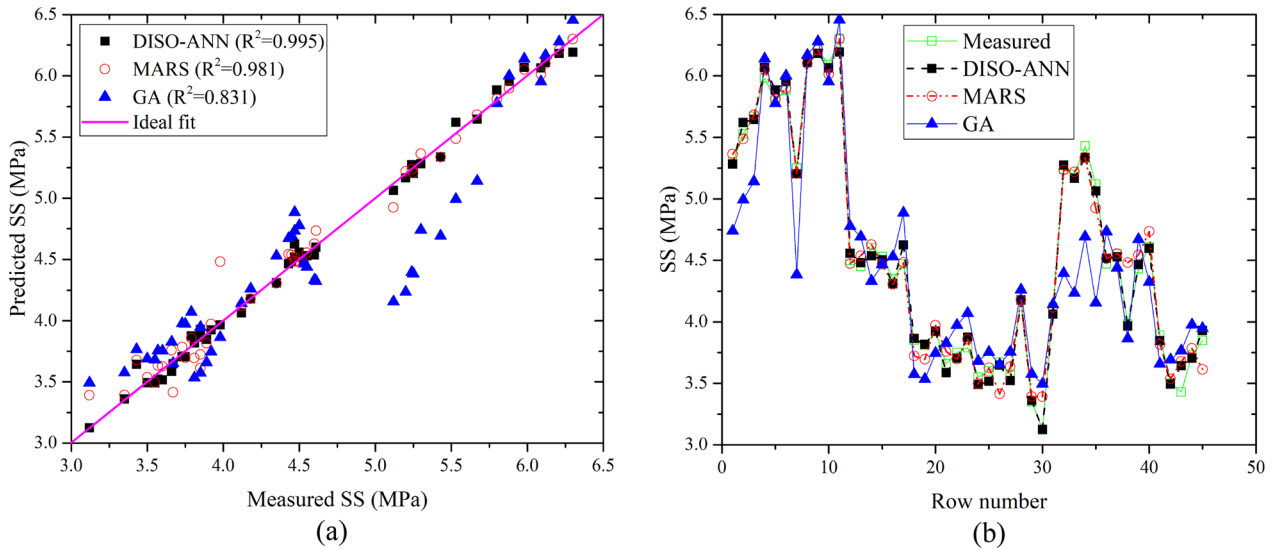 6.5
6.0
5.5
5.0
4.5
4.0
3.5
3.0
Predicted SS (MPa)
DISO-ANN (R²=0.995)
MARS (R²=0.981)
GA (R²=0.831)
Ideal fit
3.0 3.5 4.0 4.5 5.0 5.5 6.0 6.5
Measured SS (MPa)
(a)
6.5
6.0
5.5
5.0
4.5
4.0
3.5
3.0
SS (MPa)
Measured
DISO-ANN
MARS
GA
0 10 20 30 40 50
Row number
(b)